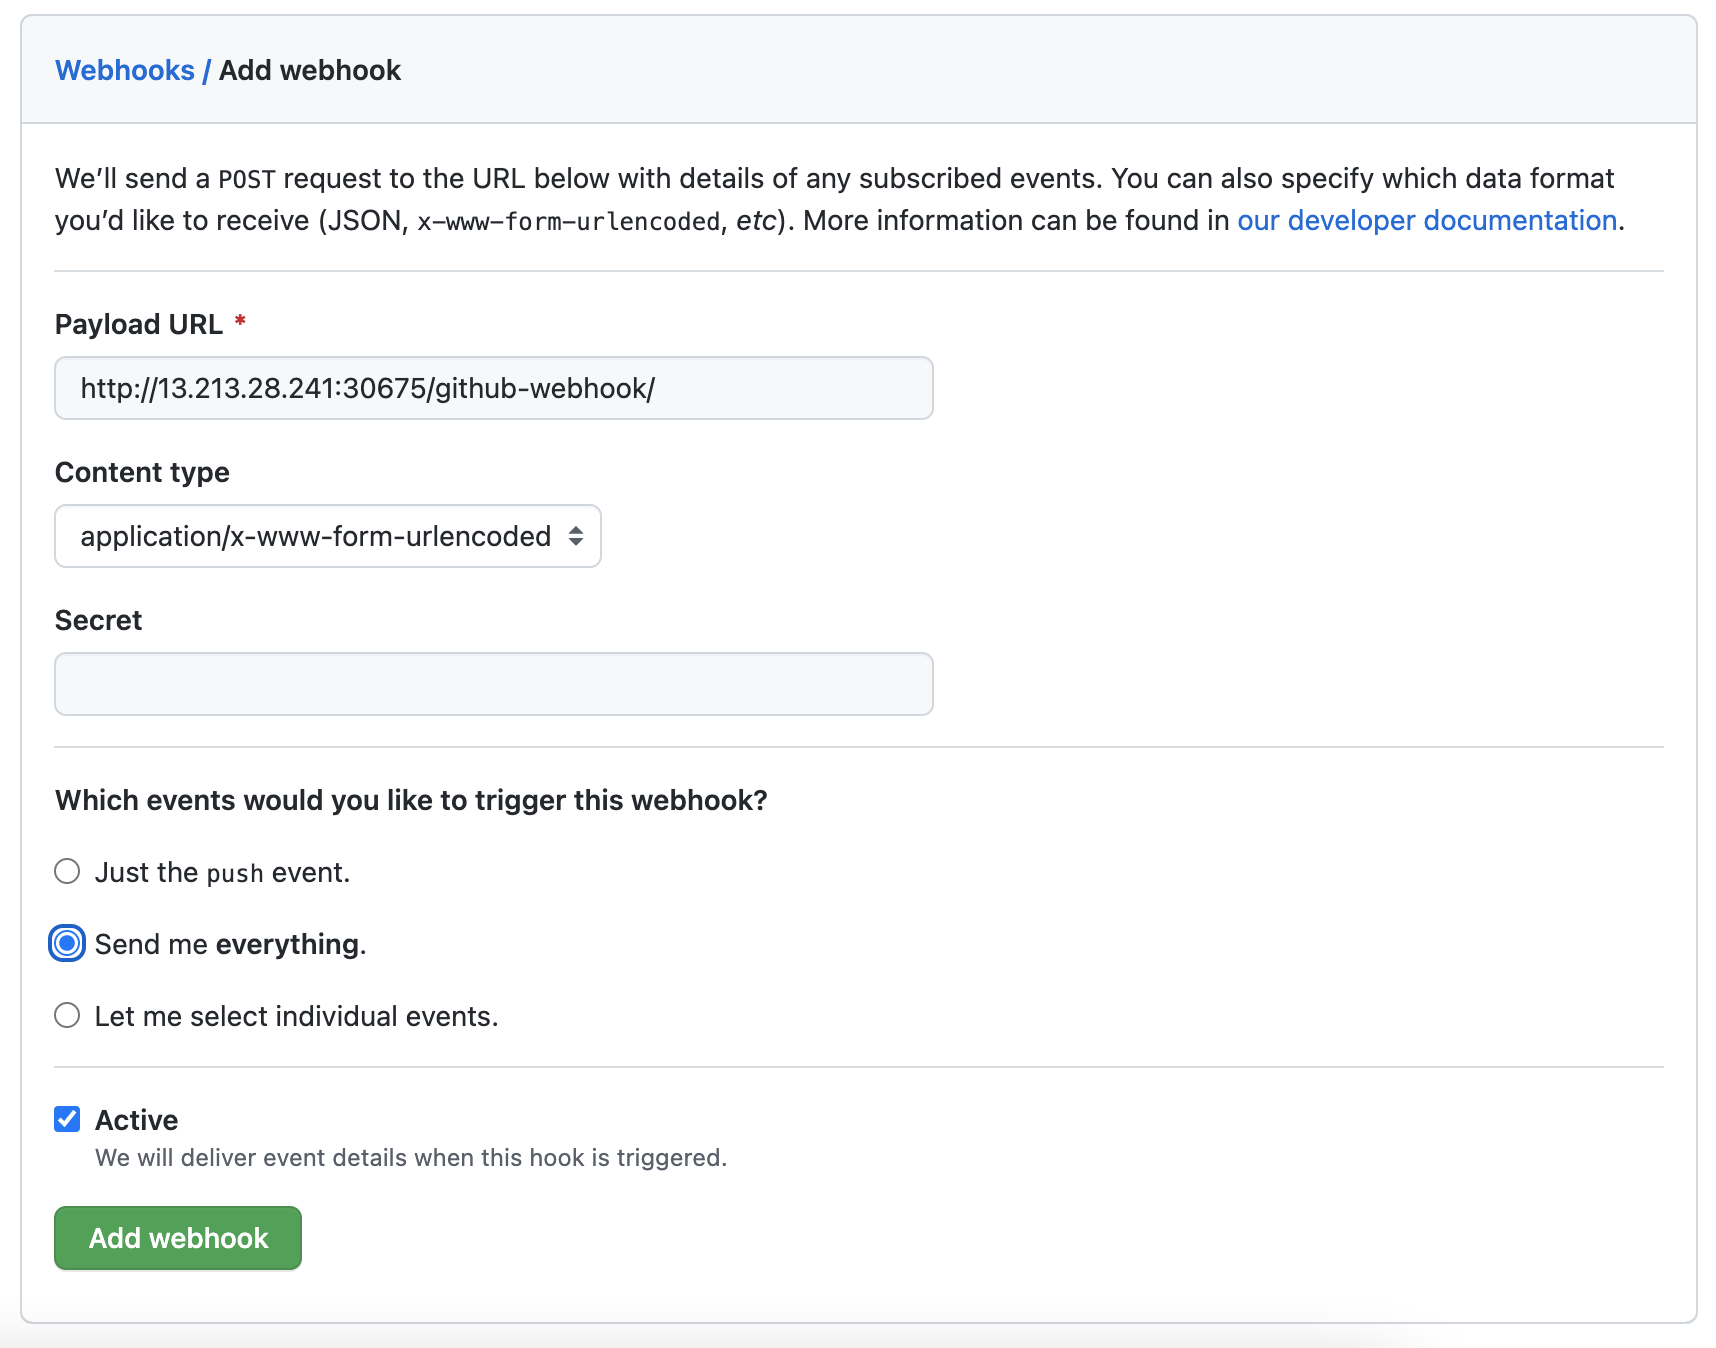 Webhooks / Add webhook
We’ll send a POST request to the URL below with details of any subscribed events. You can also specify which data format
you’d like to receive (JSON, x-www-form-urlencoded, etc). More information can be found in our developer documentation.
Payload URL *
http://13.213.28.241:30675/github-webhook/
Content type
application/x-www-form-urlencoded
Secret
Which events would you like to trigger this webhook?
Just the push event.
Send me everything.
Let me select individual events.
Active
We will deliver event details when this hook is triggered.
Add webhook